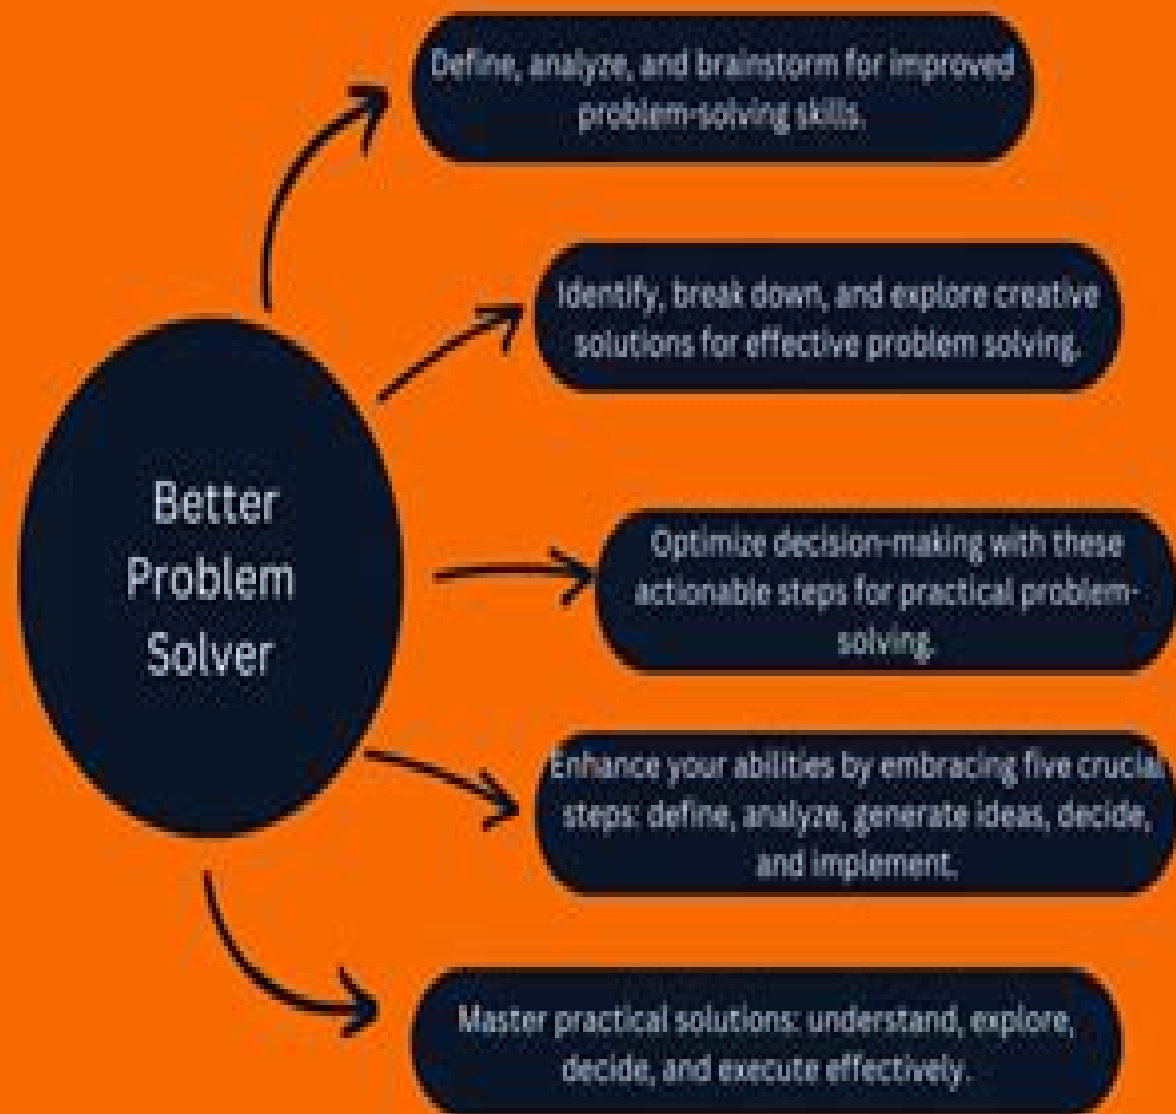 Define, analyze, and brainstorm for improved
problem-solving skills.
Identify, break down, and explore creative
solutions for effective problem solving.
Better
Problem
Solver
Optimize decision-making with these
actionable steps for practical problem-
solving.
Enhance your abilities by embracing five crucial
steps: define, analyze, generate ideas, decide,
and implement.
Master practical solutions: understand, explore,
decide, and execute effectively.